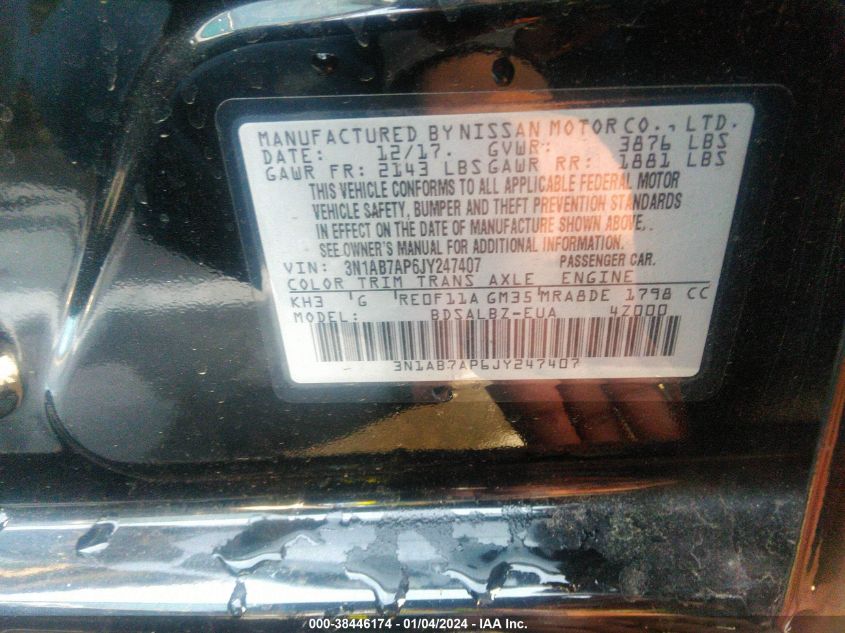 MANUFACTURED BY NISSAN MOTOR CO., LTD.
DATE: 12/17. GVWR: 3876 LBS
GAWR FR: 2143 LBS GAWR RR: 1881 LBS
THIS VEHICLE CONFORMS TO ALL APPLICABLE FEDERAL MOTOR
VEHICLE SAFETY, BUMPER AND THEFT PREVENTION STANDARDS
IN EFFECT ON THE DATE OF MANUFACTURE SHOWN ABOVE.
SEE OWNER'S MANUAL FOR ADDITIONAL INFORMATION.
VIN: 3N1AB7AP6JY247407 PASSENGER CAR.
COLOR TRIM TRANS AXLE ENGINE
KH3 G RE0F11A GM35 MRA8DE 1798 CC
MODEL: BDSALBZ-EUA 4Z000
3N1AB7AP6JY247407
000-38446174 - 01/04/2024 - IAA Inc.